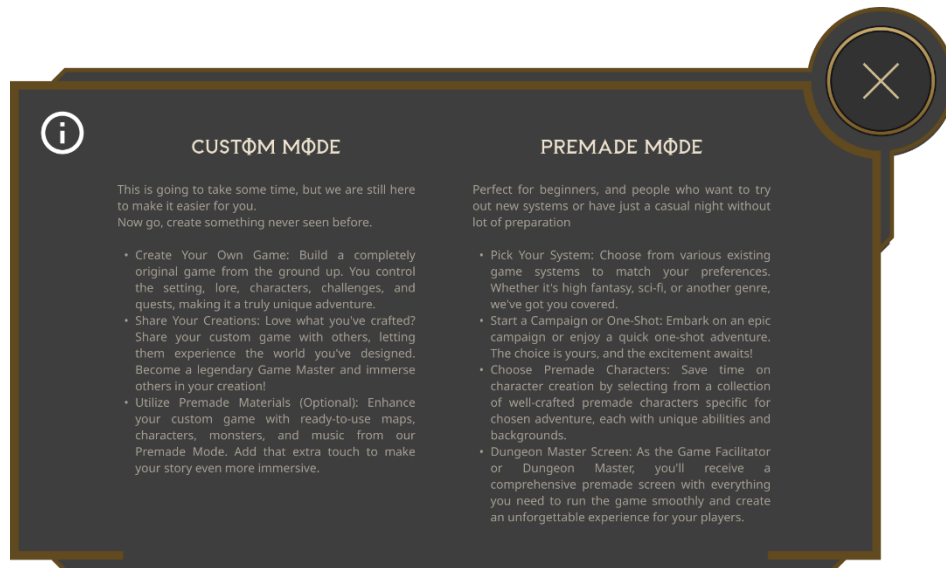 CUSTOM MODE
This is going to take some time, but we are still here
to make it easier for you.
Now go, create something never seen before.
• Create Your Own Game: Build a completely
original game from the ground up. You control
the setting, lore, characters, challenges, and
quests, making it a truly unique adventure.
• Share Your Creations: Love what you've crafted?
Share your custom game with others, letting
them experience the world you've designed.
Become a legendary Game Master and immerse
others in your creation!
• Utilize Premade Materials (Optional): Enhance
your custom game with ready-to-use maps,
characters, monsters, and music from our
Premade Mode. Add that extra touch to make
your story even more immersive.
PREMADE MODE
Perfect for beginners, and people who want to try
out new systems or have just a casual night without
lot of preparation
• Pick Your System: Choose from various existing
game systems to match your preferences.
Whether it's high fantasy, sci-fi, or another genre,
we've got you covered.
• Start a Campaign or One-Shot: Embark on an epic
campaign or enjoy a quick one-shot adventure.
The choice is yours, and the excitement awaits!
• Choose Premade Characters: Save time on
character creation by selecting from a collection
of well-crafted premade characters specific for
chosen adventure, each with unique abilities and
backgrounds.
• Dungeon Master Screen: As the Game Facilitator
or Dungeon Master, you'll receive a
comprehensive premade screen with everything
you need to run the game smoothly and create
an unforgettable experience for your players.